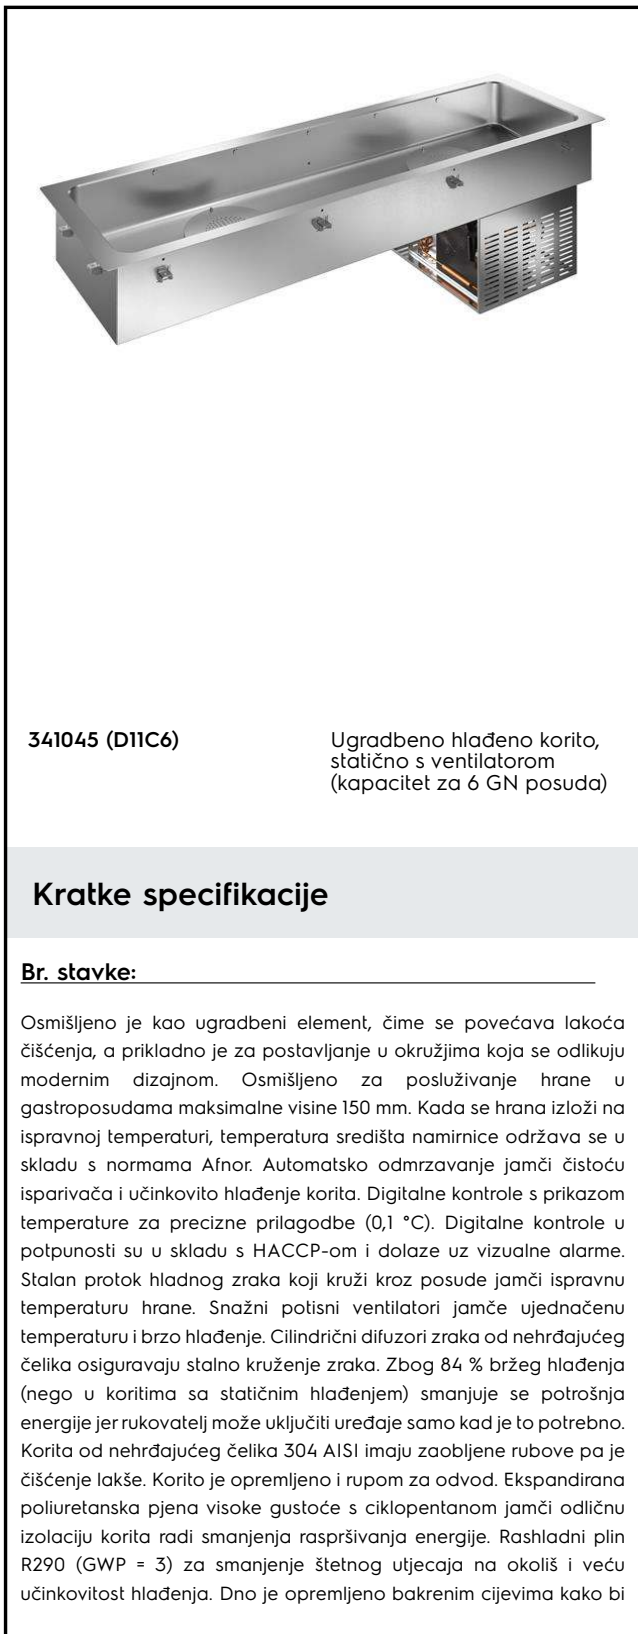 341045 (D11C6)
Ugradbeno hlađeno korito,
statično s ventilatorom
(kapacitet za 6 GN posuda)
Kratke specifikacije
Br. stavke:
Osmišljeno je kao ugradbeni element, čime se povećava lakoća
čišćenja, a prikladno je za postavljanje u okružjima koja se odlikuju
modernim dizajnom. Osmišljeno za posluživanje hrane u
gastroposudama maksimalne visine 150 mm. Kada se hrana izloži na
ispravnoj temperaturi, temperatura središta namirnice održava se u
skladu s normama Afnor. Automatsko odmrzavanje jamči čistoću
isparivača i učinkovito hlađenje korita. Digitalne kontrole s prikazom
temperature za precizne prilagodbe (0,1 °C). Digitalne kontrole u
potpunosti su u skladu s HACCP-om i dolaze uz vizualne alarme.
Stalan protok hladnog zraka koji kruži kroz posude jamči ispravnu
temperaturu hrane. Snažni potisni ventilatori jamče ujednačenu
temperaturu i brzo hlađenje. Cilindrični difuzori zraka od nehrđajućeg
čelika osiguravaju stalno kruženje zraka. Zbog 84 % bržeg hlađenja
(nego u koritima sa statičnim hlađenjem) smanjuje se potrošnja
energije jer rukovatelj može uključiti uređaje samo kad je to potrebno.
Korita od nehrđajućeg čelika 304 AISI imaju zaobljene rubove pa je
čišćenje lakše. Korito je opremljeno i rupom za odvod. Ekspandirana
poliuretanska pjena visoke gustoće s ciklopentanom jamči odličnu
izolaciju korita radi smanjenja raspršivanja energije. Rashladni plin
R290 (GWP = 3) za smanjenje štetnog utjecaja na okoliš i veću
učinkovitost hlađenja. Dno je opremljeno bakrenim cijevima kako bi